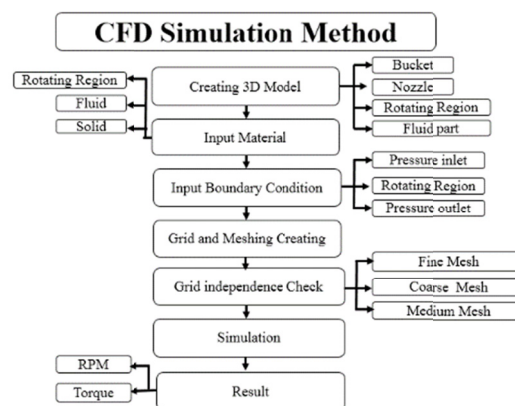 CFD Simulation Method
Creating 3D Model
Bucket
Nozzle
Rotating Region
Fluid part
Rotating Region
Fluid
Solid
Input Material
Input Boundary Condition
Pressure inlet
Rotating Region
Pressure outlet
Grid and Meshing Creating
Grid independence Check
Fine Mesh
Coarse Mesh
Medium Mesh
Simulation
RPM
Torque
Result